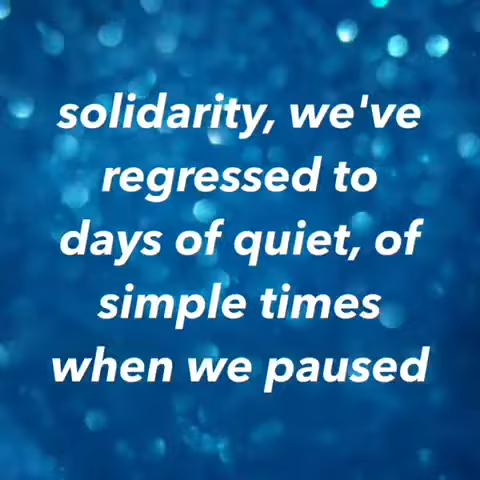 solidarity, we've
regressed to
days of quiet, of
simple times
when we paused